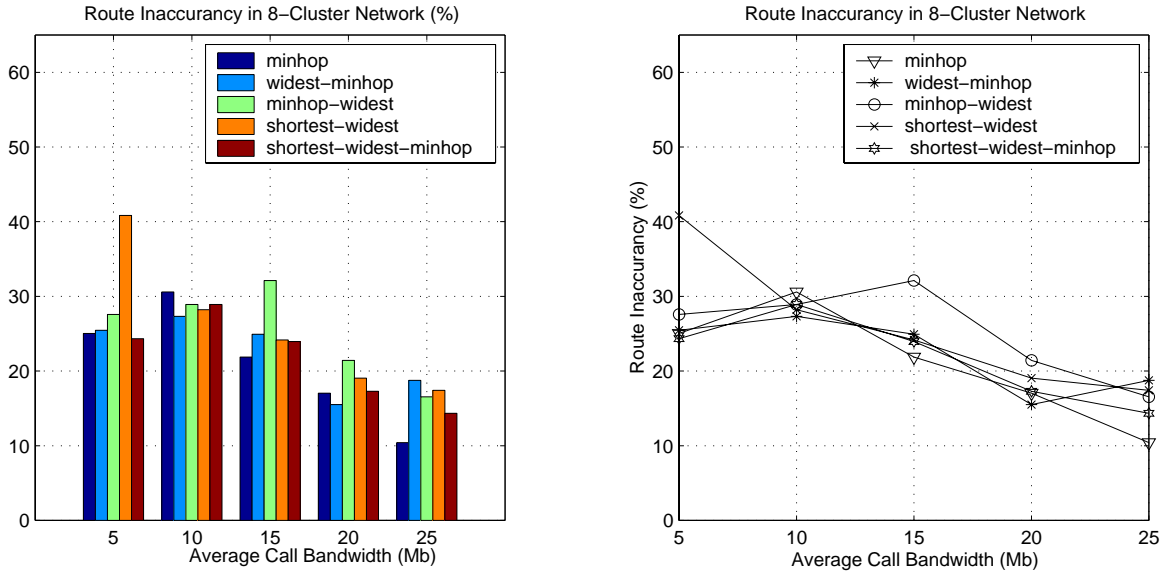 Route Inaccurancy in 8−Cluster Network (%)
60
50
40
30
20
10
0
minhop
widest−minhop
minhop−widest
shortest−widest
shortest−widest−minhop
5
10
15
20
25
Average Call Bandwidth (Mb)
Route Inaccurancy in 8−Cluster Network
Route Inaccurancy (%)
60
50
40
30
20
10
0
minhop
widest−minhop
minhop−widest
shortest−widest
shortest−widest−minhop
5
10
15
20
25
Average Call Bandwidth (Mb)